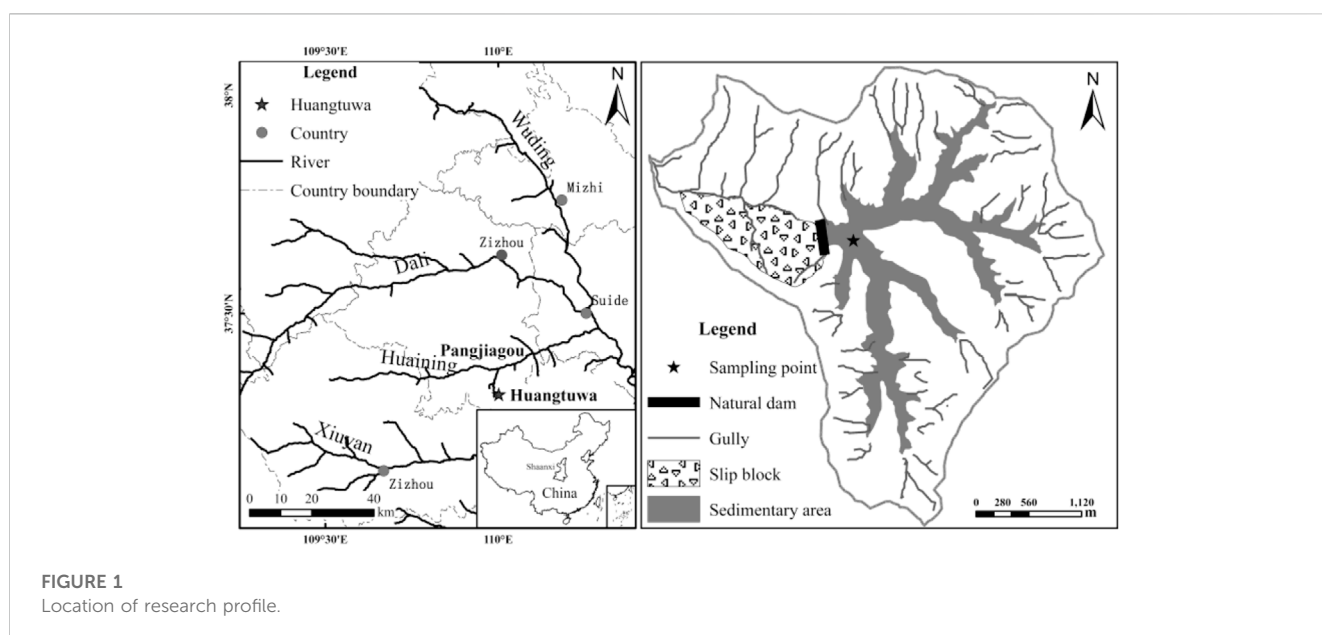 109°30′E
110°E
Legend
Huangtuwa
Country
River
Country boundary
N
38°N
37°30′N
Wuding
Mizhi
Zizhou
Dali
Suide
Pangjiagou
Huaining
Huangtuwa
Xiuyan
Zizhou
Shaanxi
China
0 10 20 40
km
109°30′E
110°E
N
Legend
Sampling point
Natural dam
Gully
Slip block
Sedimentary area
0 280 560 1,120
m
FIGURE 1
Location of research profile.